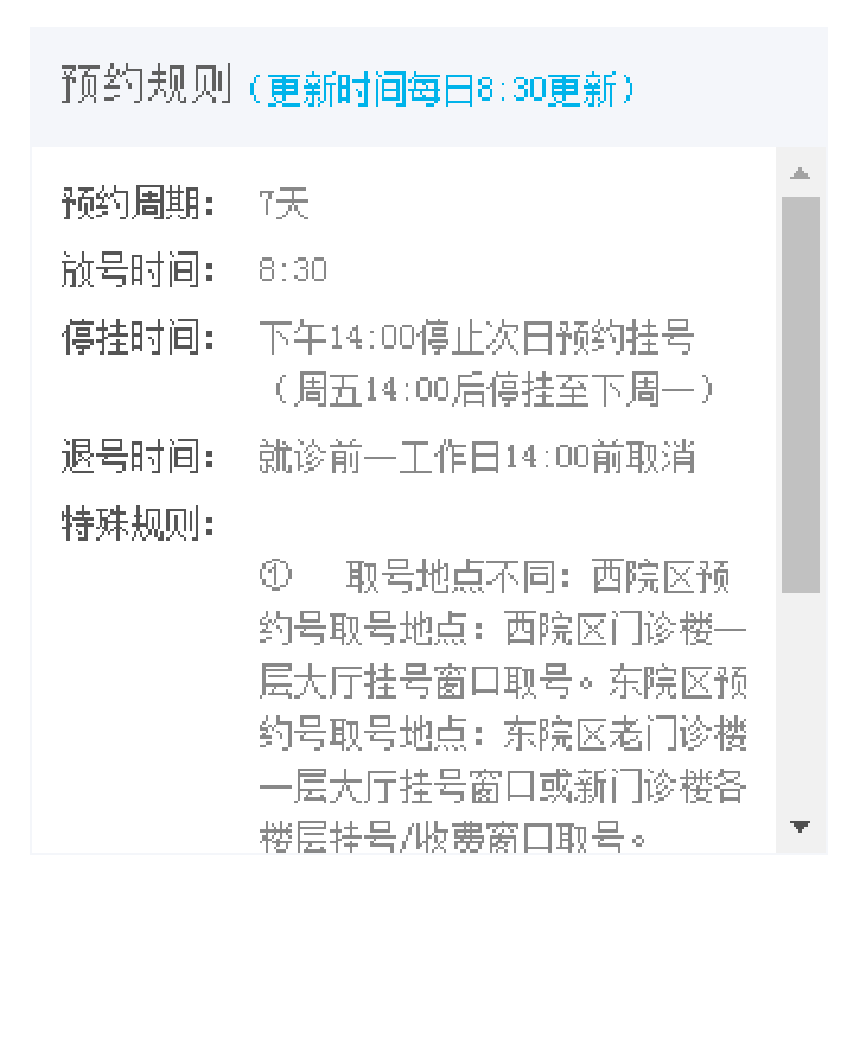 预约规则（更新时间每日8:30更新）
预约周期： 7天
放号时间： 8:30
停挂时间： 下午14:00停止次日预约挂号
（周五14:00后停挂至下周一）
退号时间： 就诊前一工作日14:00前取消
特殊规则：
① 取号地点不同：西院区预
约号取号地点：西院区门诊楼一
层大厅挂号窗口取号。东院区预
约号取号地点：东院区老门诊楼
一层大厅挂号窗口或新门诊楼各
楼层挂号/收费窗口取号。